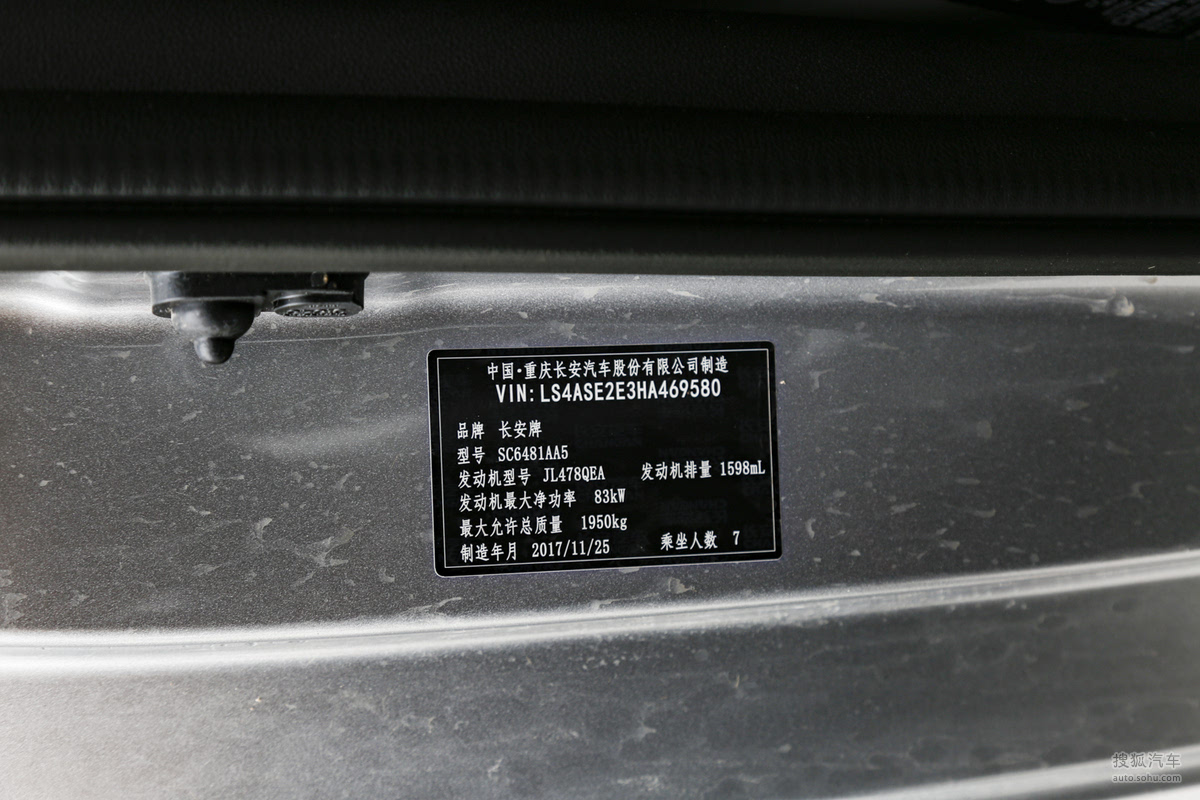 中国·重庆长安汽车股份有限公司制造
VIN: LS4ASE2E3HA469580
品牌 长安牌
型号 SC6481AA5
发动机型号 JL478QEA 发动机排量 1598mL
发动机最大净功率 83kW
最大允许总质量 1950kg
制造年月 2017/11/25 乘坐人数 7
搜狐汽车
auto.sohu.com